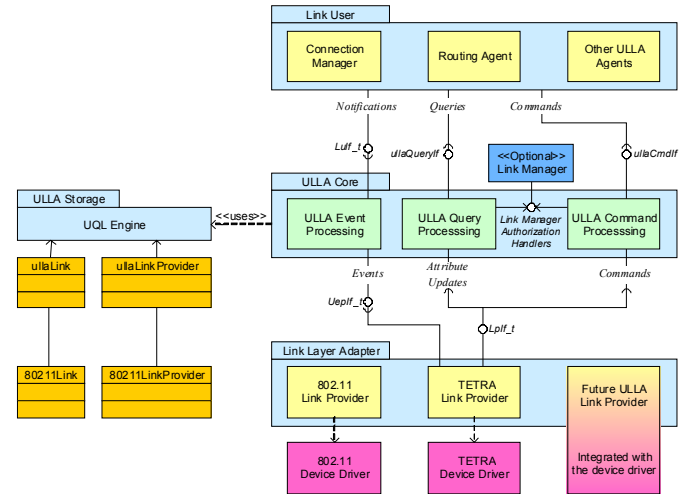 Link User
Connection
Manager
Routing Agent
Other ULLA
Agents
Notifications
Queries
Commands
LuIf_t
ullaQueryIf
ullaCmdIf
<<Optional>>
Link Manager
ULLA Core
ULLA Storage
UQL Engine
<<uses>>
ULLA Event
Processing
ULLA Query
Processsing
Link Manager
Authorization
Handlers
ULLA Command
Processsing
ullaLink
ullaLinkProvider
Events
Attribute
Updates
Commands
UepIf_t
LpIf_t
80211Link
80211LinkProvider
Link Layer Adapter
802.11
Link Provider
TETRA
Link Provider
Future ULLA
Link Provider
Integrated with
the device driver
802.11
Device Driver
TETRA
Device Driver